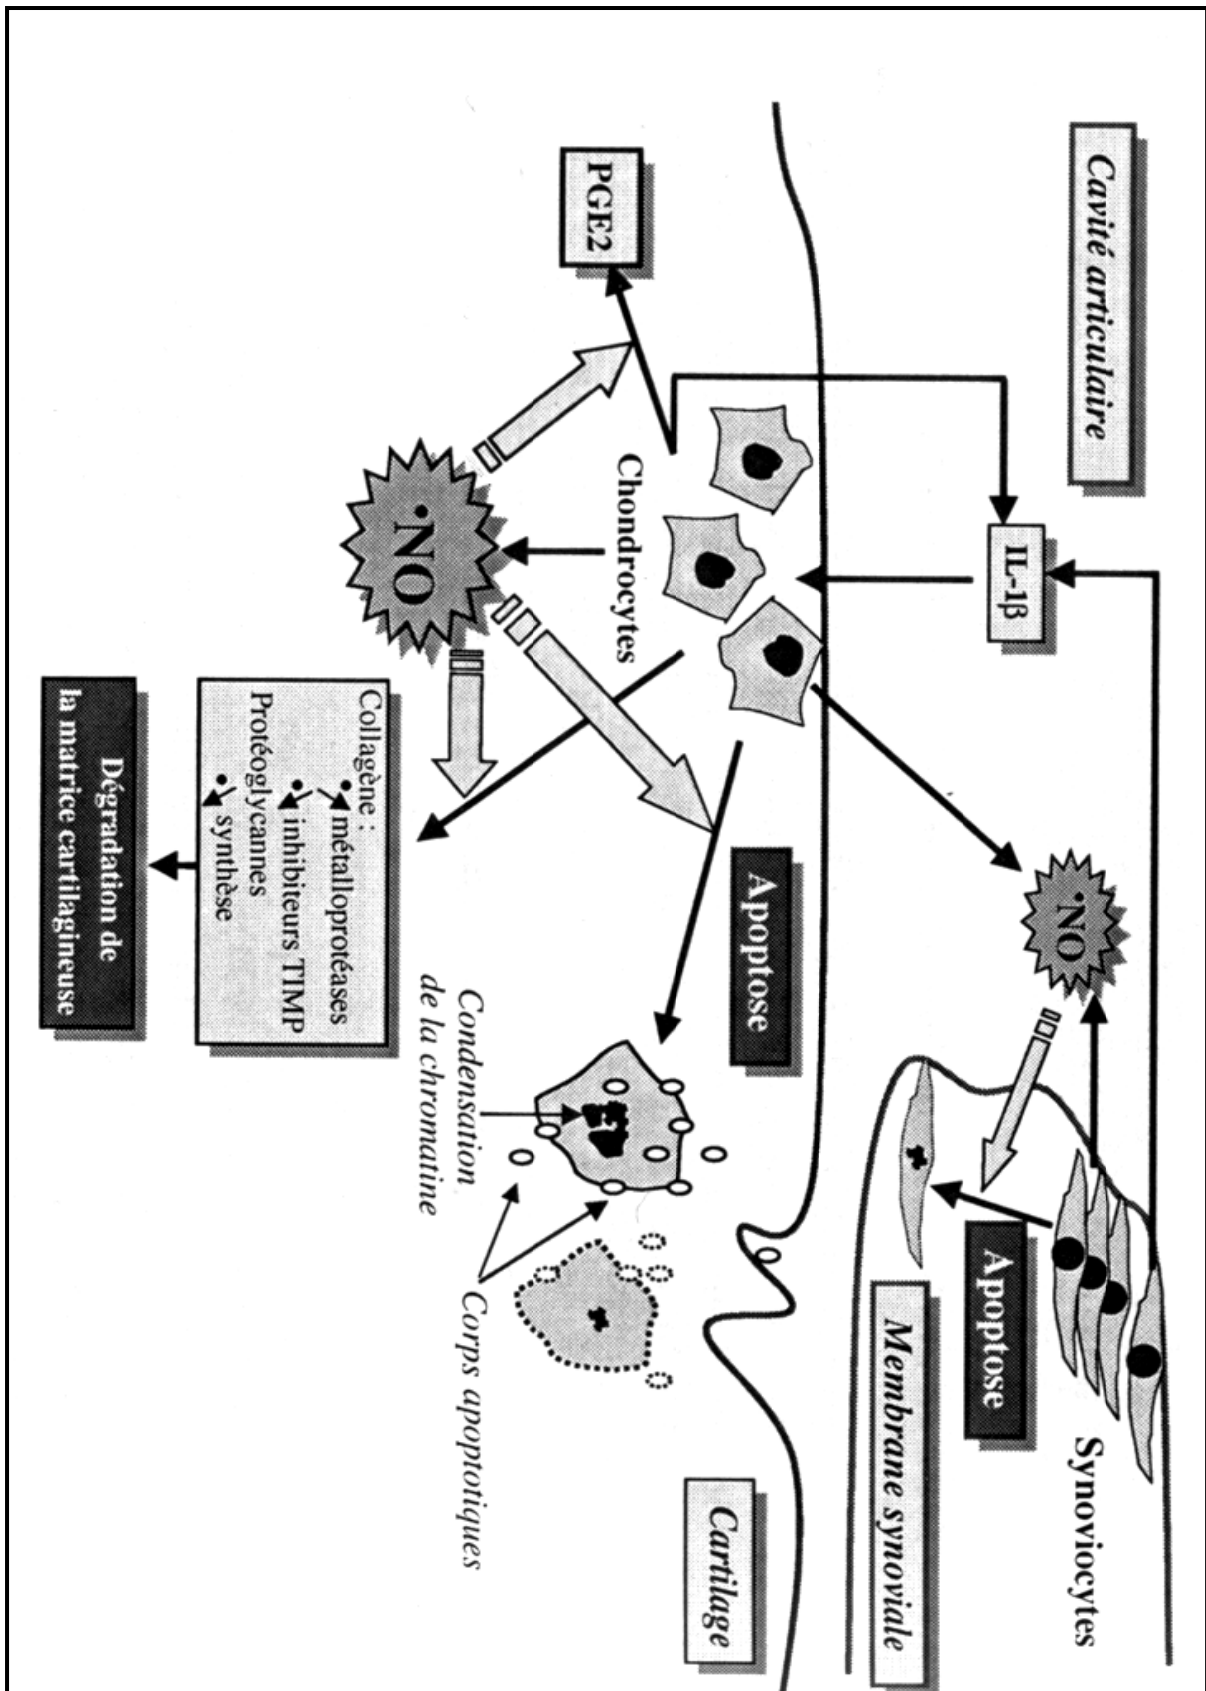 Cavité articulaire
Synoviocytes
IL-1β
•NO
Apoptose
Membrane synoviale
Apoptose
Cartilage
Chondrocytes
PGE2
•NO
Condensation
de la chromatine
Corps apoptotiques
Collagène :
• métalloprotéases
• inhibiteurs TIMP
Protéoglycannes
• synthèse
Dégradation de
la matrice cartilagineuse